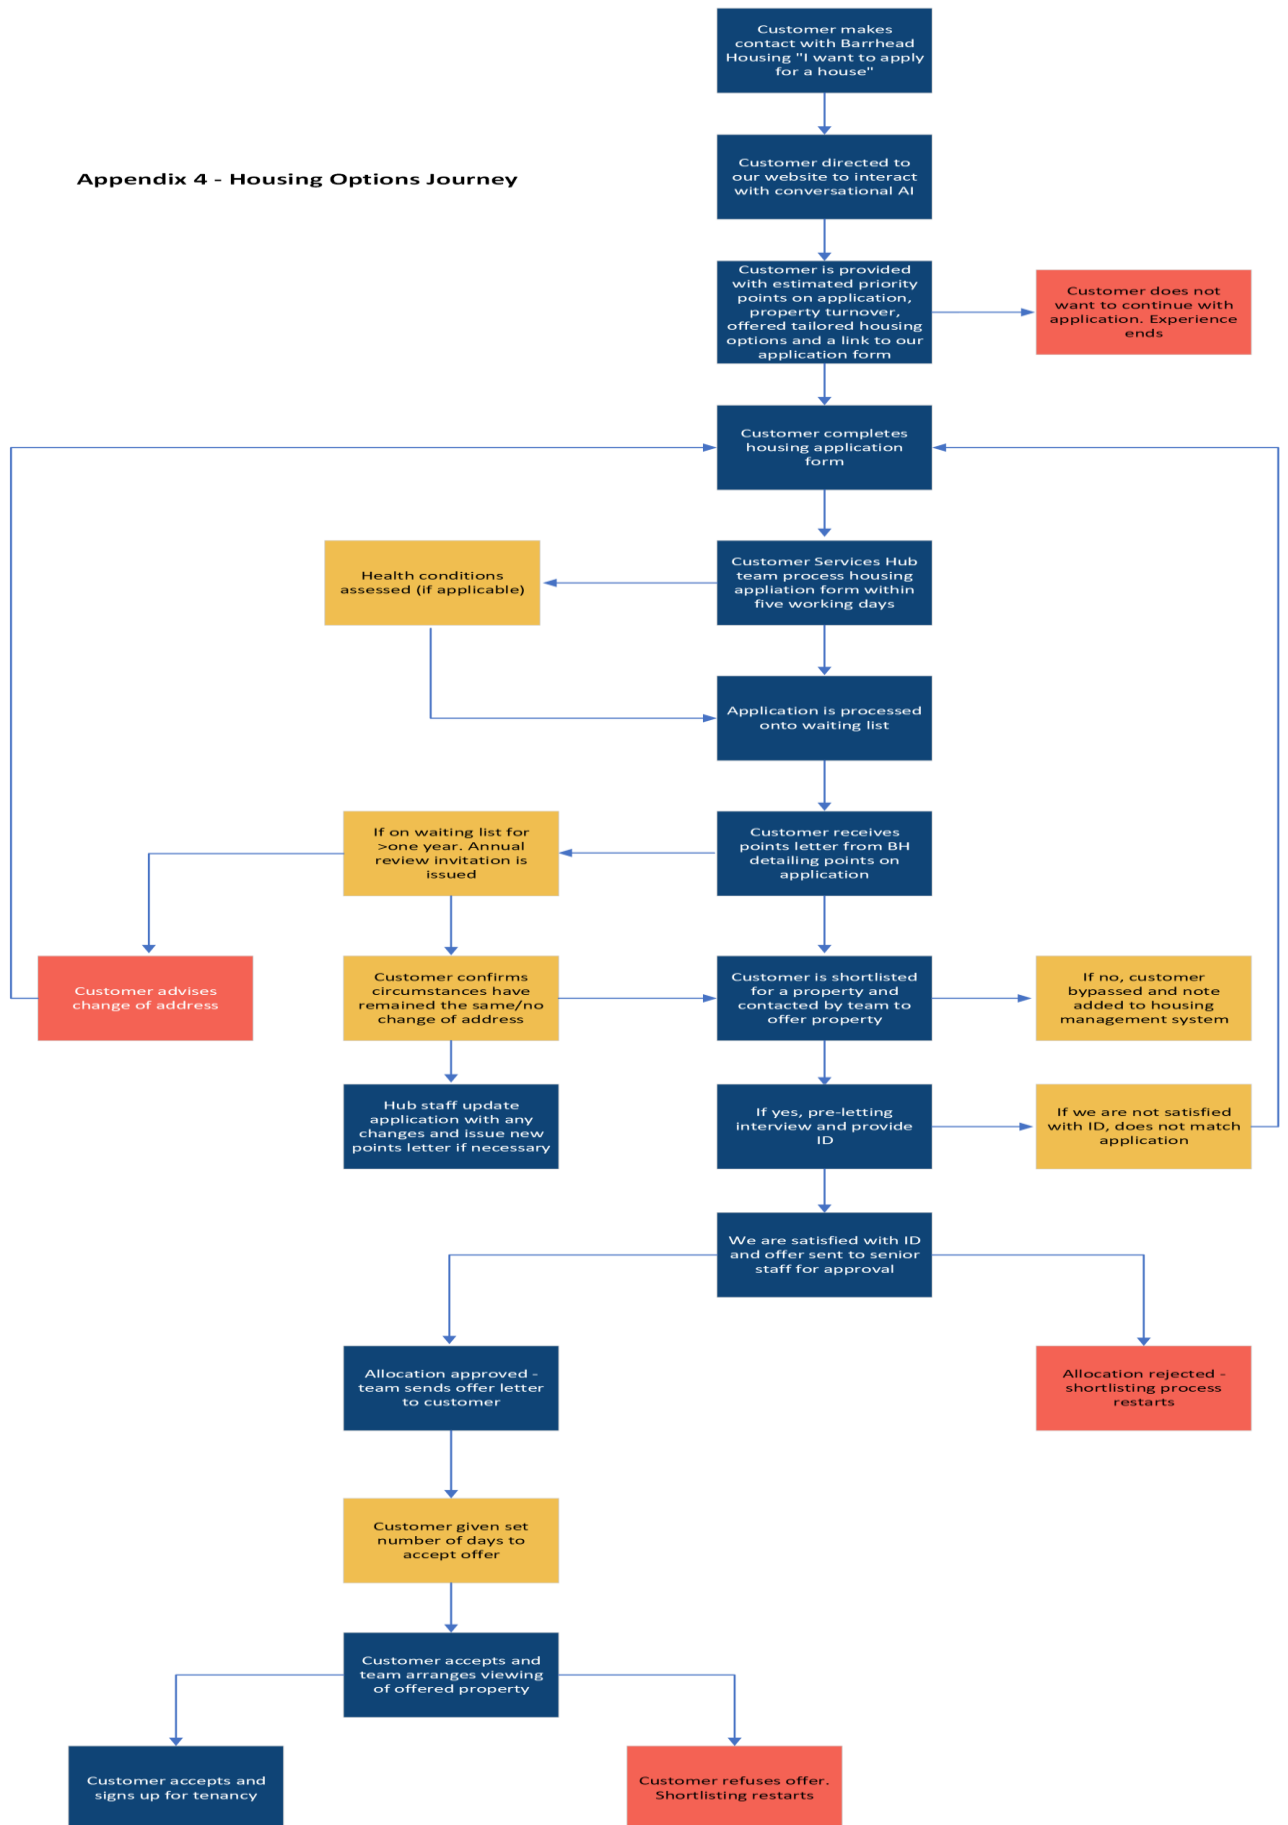 Customer makes
contact with Barrhead
Housing "I want to apply
for a house"
Appendix 4 - Housing Options Journey
Customer directed to
our website to interact
with conversational AI
Customer is provided
with estimated priority
points on application,
property turnover,
offered tailored housing
options and a link to our
application form
Customer does not
want to continue with
application. Experience
ends
Customer completes
housing application
form
Health conditions
assessed (if applicable)
Customer Services Hub
team process housing
appliation form within
five working days
Application is processed
onto waiting list
If on waiting list for
>one year. Annual
review invitation is
issued
Customer receives
points letter from BH
detailing points on
application
Customer advises
change of address
Customer confirms
circumstances have
remained the same/no
change of address
Customer is shortlisted
for a property and
contacted by team to
offer property
If no, customer
bypassed and note
added to housing
management system
Hub staff update
application with any
changes and issue new
points letter if necessary
If yes, pre-letting
interview and provide
ID
If we are not satisfied
with ID, does not match
application
We are satisfied with ID
and offer sent to senior
staff for approval
Allocation approved -
team sends offer letter
to customer
Allocation rejected -
shortlisting process
restarts
Customer given set
number of days to
accept offer
Customer accepts and
team arranges viewing
of offered property
Customer accepts and
signs up for tenancy
Customer refuses offer.
Shortlisting restarts